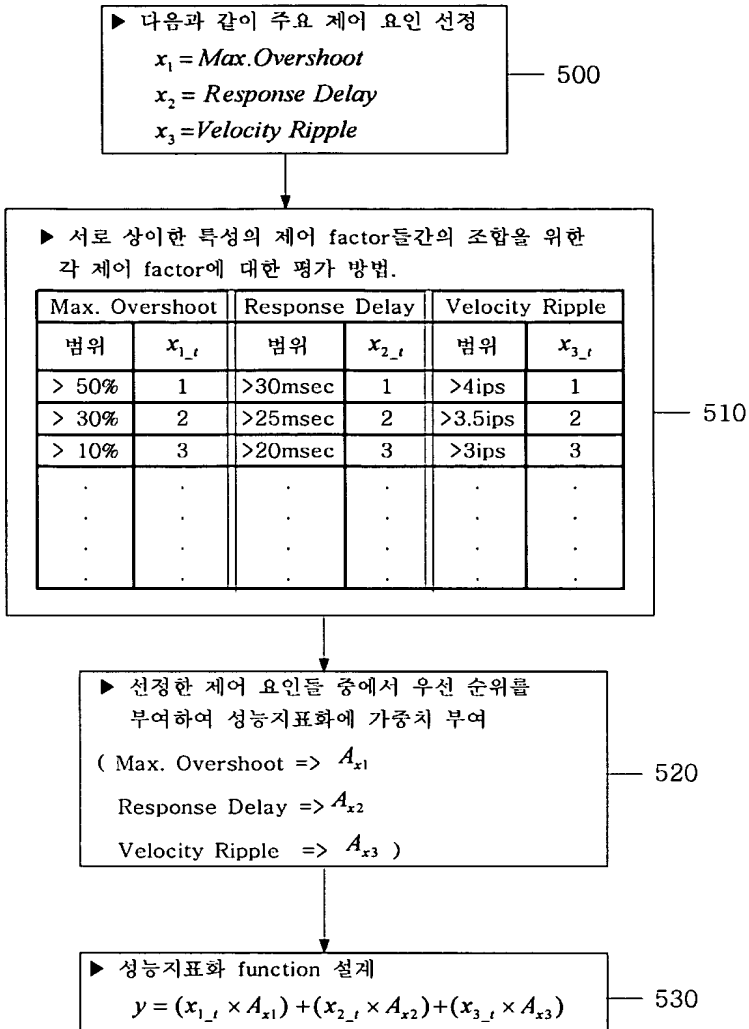 ▶ 다음과 같이 주요 제어 요인 선정
x₁ = Max.Overshoot
x₂ = Response Delay
x₃ = Velocity Ripple
500
▶ 서로 상이한 특성의 제어 factor들간의 조합을 위한
각 제어 factor에 대한 평가 방법.
Max. Overshoot Response Delay Velocity Ripple
범위 x₁_t 범위 x₂_t 범위 x₃_t
> 50% 1 >30msec 1 >4ips 1
> 30% 2 >25msec 2 >3.5ips 2
> 10% 3 >20msec 3 >3ips 3
. . . . . .
. . . . . .
. . . . . .
. . . . . .
510
▶ 선정한 제어 요인들 중에서 우선 순위를
부여하여 성능지표화에 가중치 부여
( Max. Overshoot => Aₓ₁
Response Delay => Aₓ₂
Velocity Ripple => Aₓ₃ )
520
▶ 성능지표화 function 설계
y = (x₁_t × Aₓ₁) + (x₂_t × Aₓ₂) + (x₃_t × Aₓ₃)
530